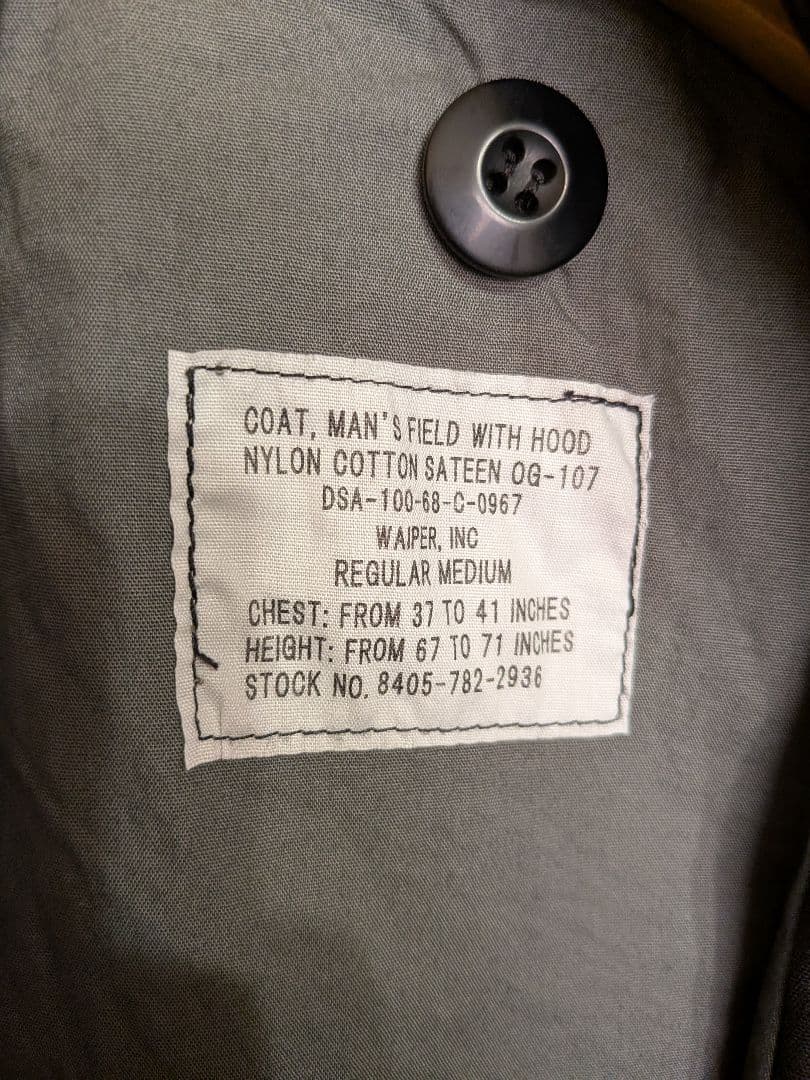 COAT, MAN'S FIELD WITH HOOD
NYLON COTTON SATEEN OG-107
DSA-100-68-C-0967
WAIPER, INC
REGULAR MEDIUM
CHEST: FROM 37 TO 41 INCHES
HEIGHT: FROM 67 TO 71 INCHES
STOCK NO. 8405-782-2936